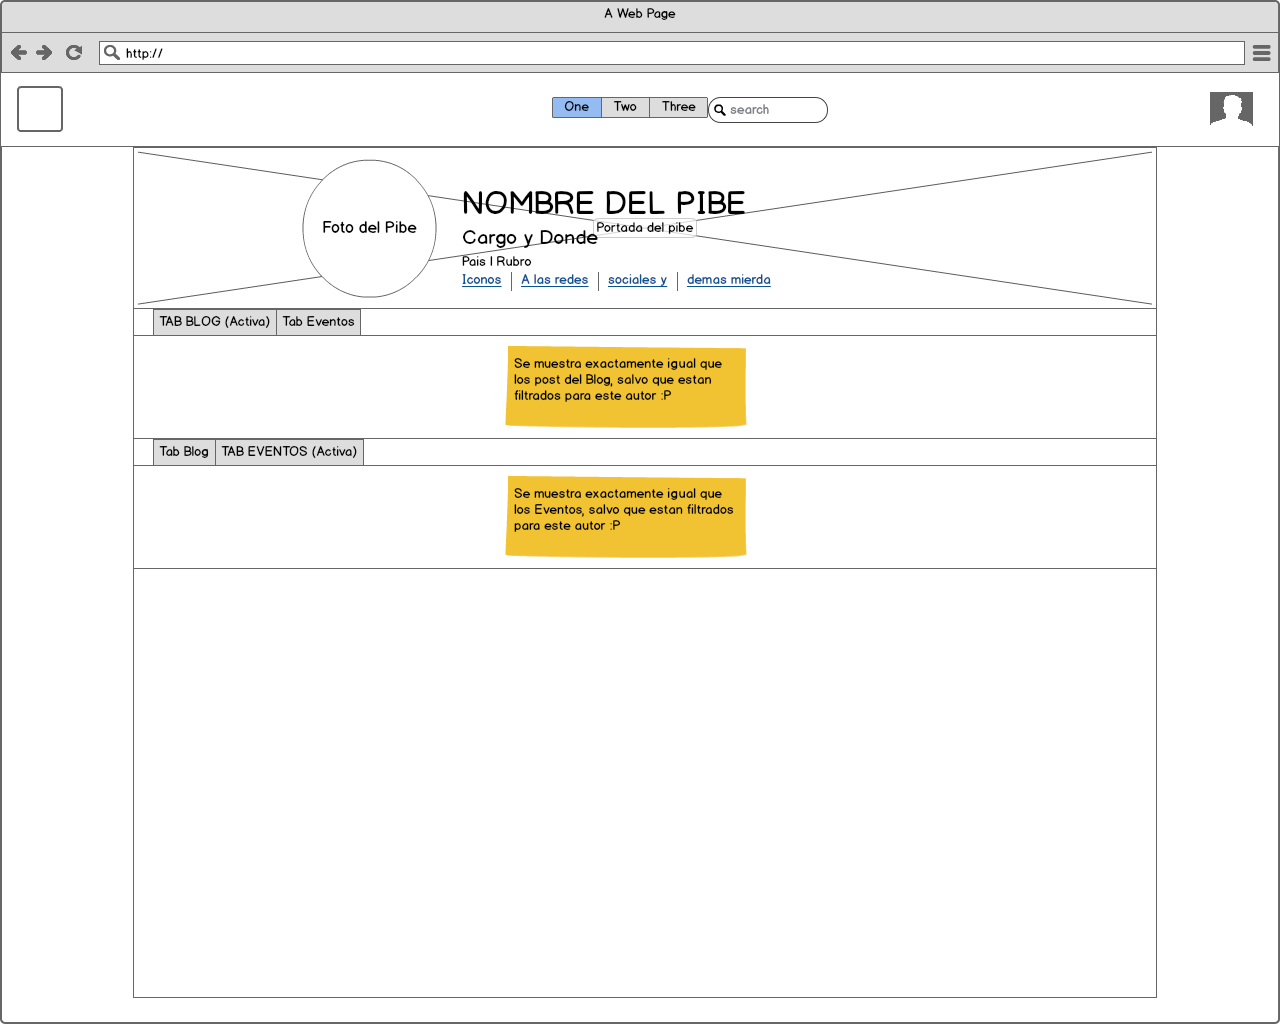 A Web Page
http://
One Two Three search
Foto del Pibe
NOMBRE DEL PIBE
Portada del pibe
Cargo y Donde
Pais | Rubro
Iconos | A las redes | sociales y | demas mierda
TAB BLOG (Activa) Tab Eventos
Se muestra exactamente igual que
los post del Blog, salvo que estan
filtrados para este autor :P
Tab Blog TAB EVENTOS (Activa)
Se muestra exactamente igual que
los Eventos, salvo que estan filtrados
para este autor :P